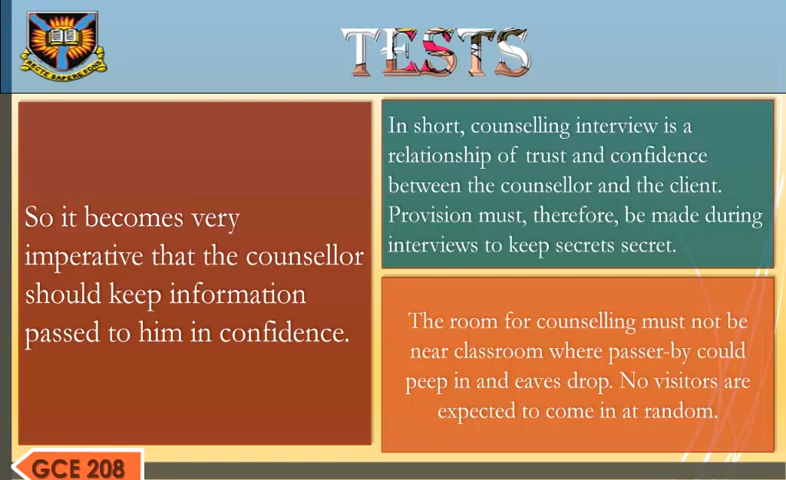 TESTS
So it becomes very
imperative that the counsellor
should keep information
passed to him in confidence.
In short, counselling interview is a
relationship of trust and confidence
between the counsellor and the client.
Provision must, therefore, be made during
interviews to keep secrets secret.
The room for counselling must not be
near classroom where passer-by could
peep in and eaves drop. No visitors are
expected to come in at random.
GCE 208